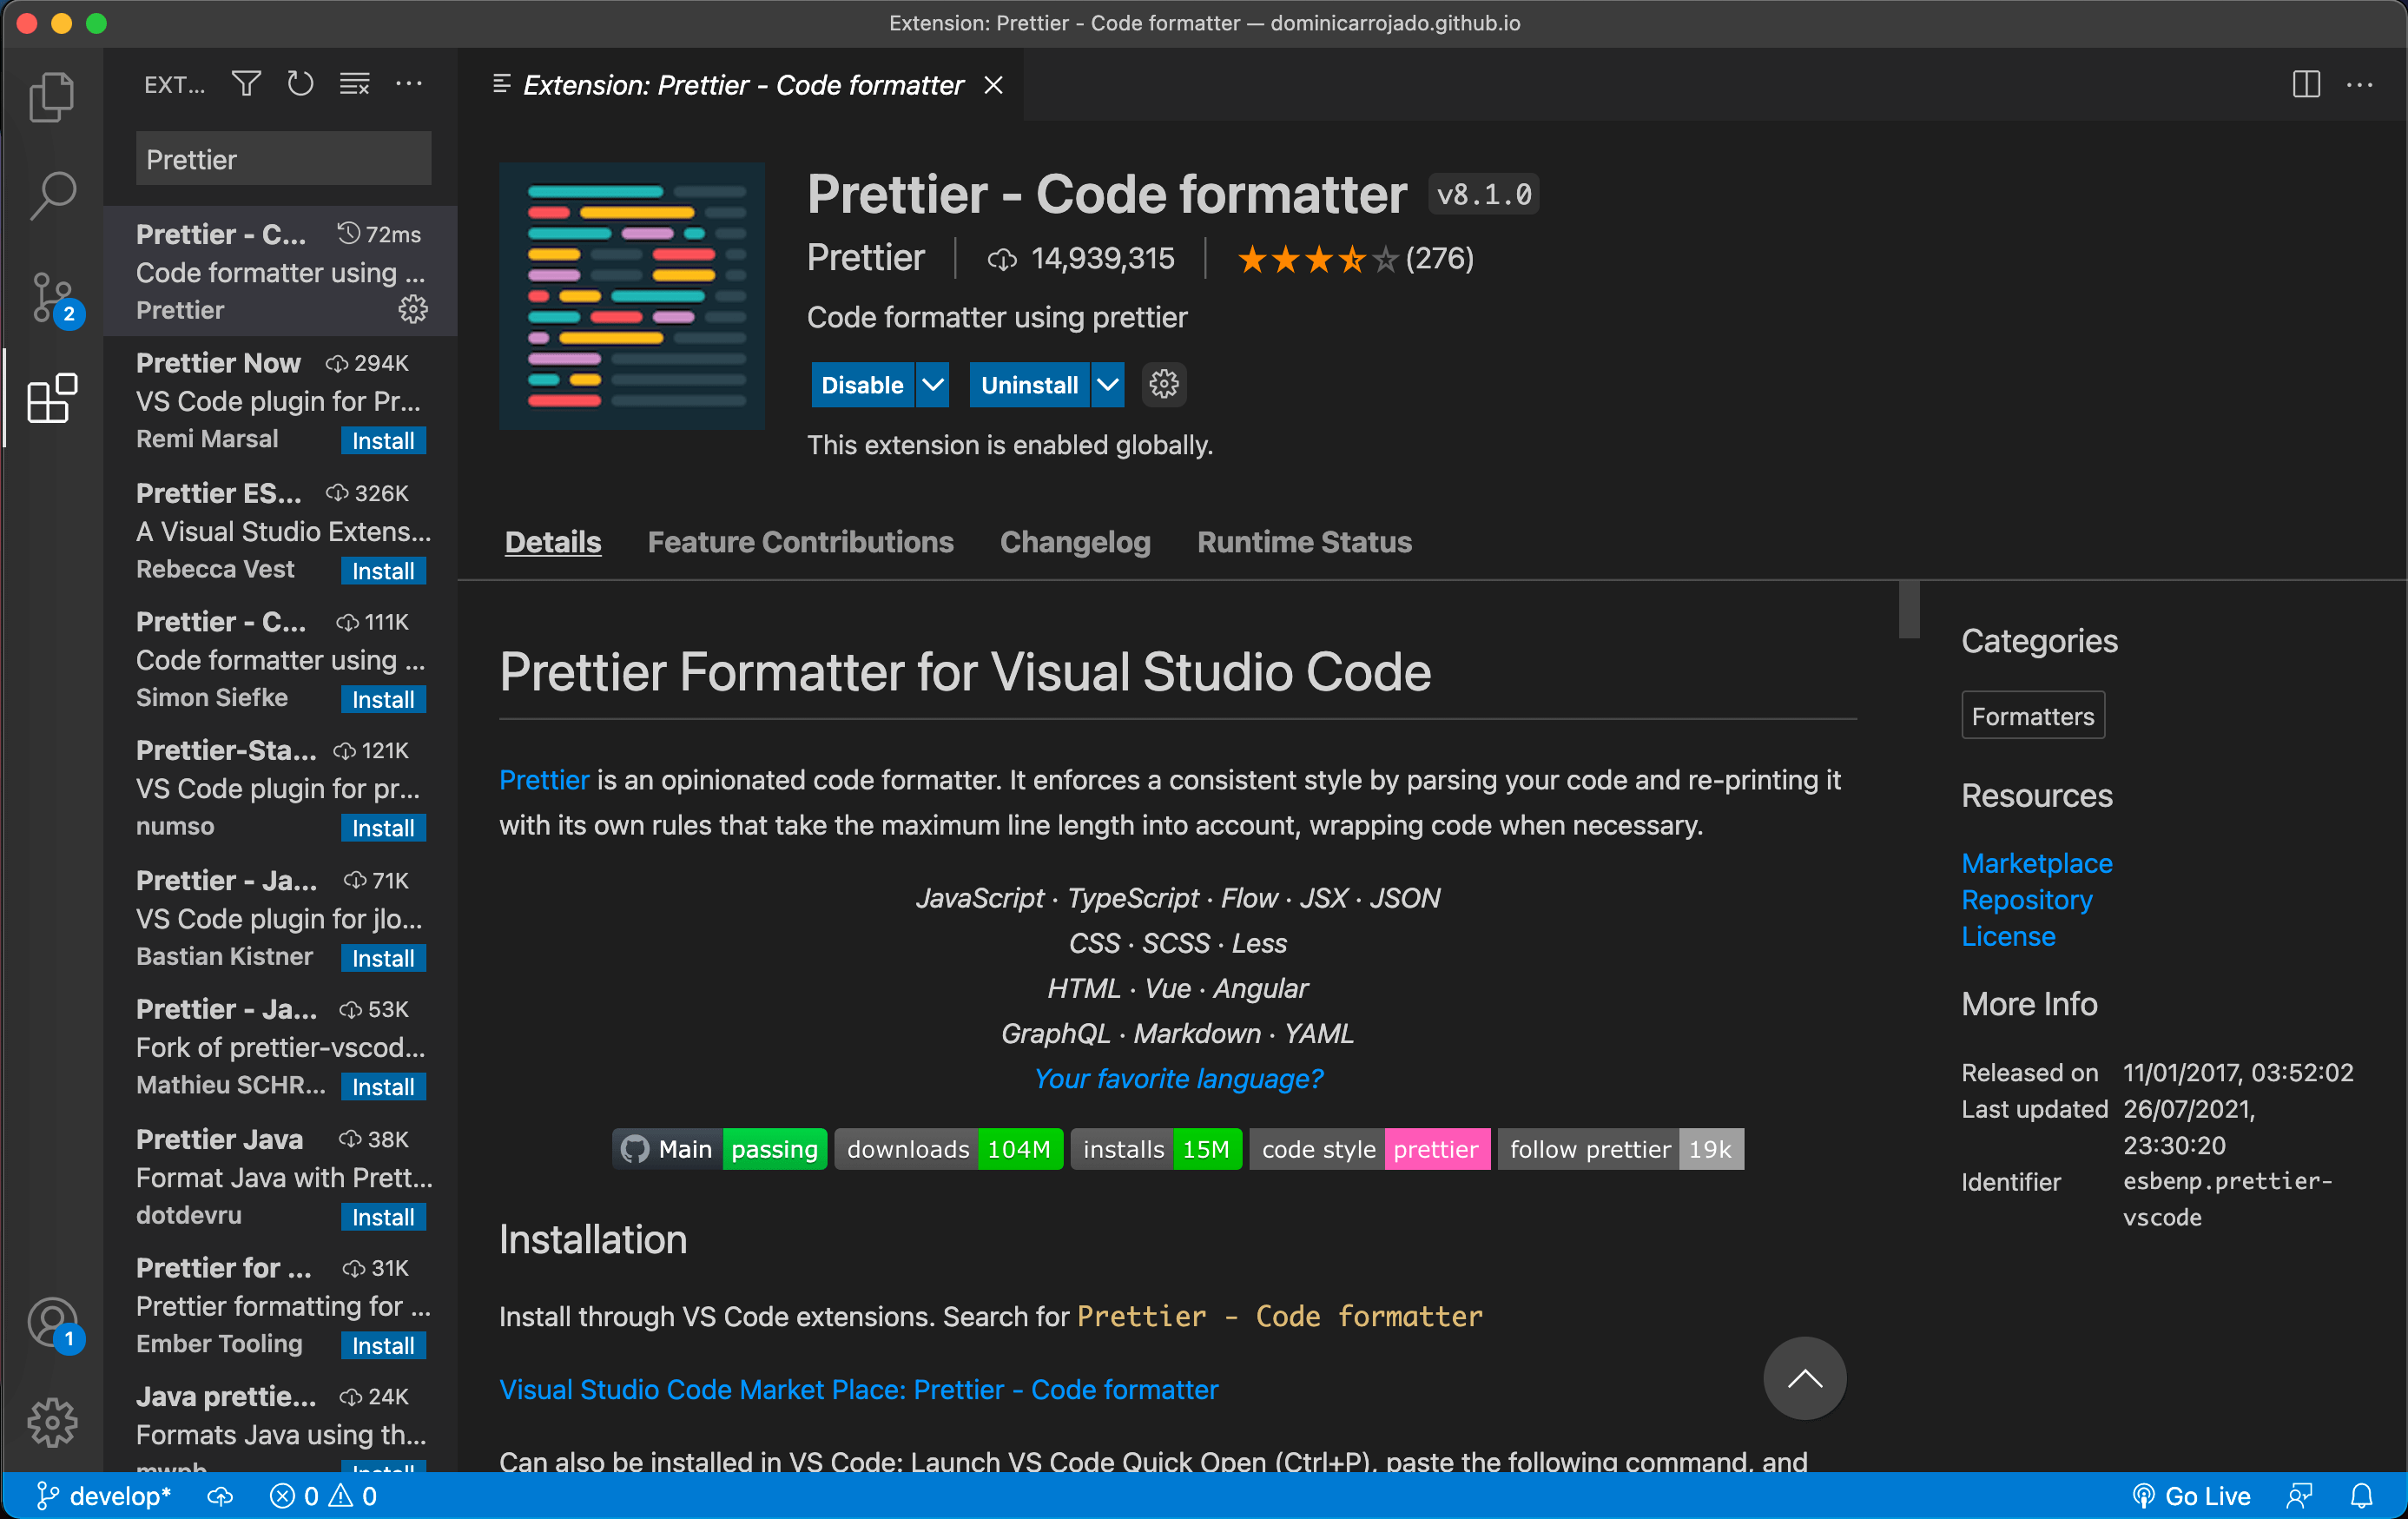 Extension: Prettier - Code formatter — dominicarrojado.github.io
EXT...
Prettier
Prettier - C... 72ms
Code formatter using ...
Prettier
Prettier Now 294K
VS Code plugin for Pr...
Remi Marsal Install
Prettier ES... 326K
A Visual Studio Extens...
Rebecca Vest Install
Prettier - C... 111K
Code formatter using ...
Simon Siefke Install
Prettier-Sta... 121K
VS Code plugin for pr...
numso Install
Prettier - Ja... 71K
VS Code plugin for jlo...
Bastian Kistner Install
Prettier - Ja... 53K
Fork of prettier-vscod...
Mathieu SCHR... Install
Prettier Java 38K
Format Java with Prett...
dotdevru Install
Prettier for ... 31K
Prettier formatting for ...
Ember Tooling Install
Java prettie... 24K
Formats Java using th...
mwpb Install
2
1
Extension: Prettier - Code formatter
Prettier - Code formatter v8.1.0
Prettier 14,939,315 (276)
Code formatter using prettier
Disable Uninstall
This extension is enabled globally.
Details Feature Contributions Changelog Runtime Status
Prettier Formatter for Visual Studio Code
Prettier is an opinionated code formatter. It enforces a consistent style by parsing your code and re-printing it
with its own rules that take the maximum line length into account, wrapping code when necessary.
JavaScript · TypeScript · Flow · JSX · JSON
CSS · SCSS · Less
HTML · Vue · Angular
GraphQL · Markdown · YAML
Your favorite language?
Main passing downloads 104M installs 15M code style prettier follow prettier 19k
Installation
Install through VS Code extensions. Search for Prettier - Code formatter
Visual Studio Code Market Place: Prettier - Code formatter
Can also be installed in VS Code: Launch VS Code Quick Open (Ctrl+P), paste the following command, and
Categories
Formatters
Resources
Marketplace
Repository
License
More Info
Released on 11/01/2017, 03:52:02
Last updated 26/07/2021,
23:30:20
Identifier esbenp.prettier-
vscode
develop* 0 0 Go Live